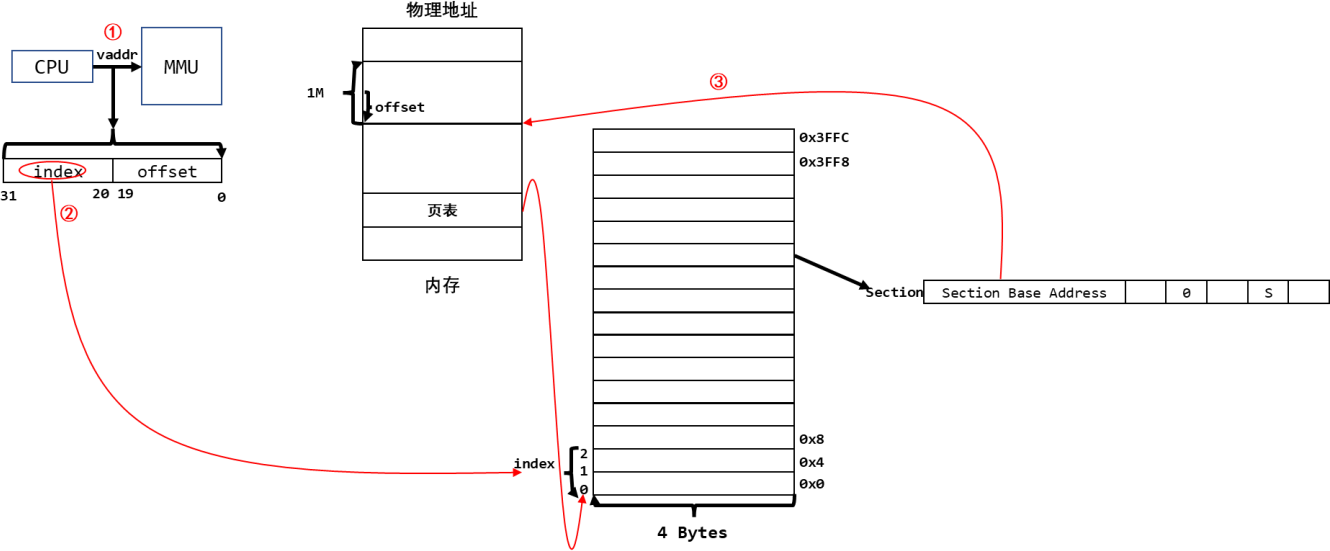 物理地址
①
vaddr
CPU
MMU
1M
offset
③
index
offset
31
20
19
0
②
页表
内存
0x3FFC
0x3FF8
Section
Section Base Address
0
S
index
2
1
0
0x8
0x4
0x0
4 Bytes